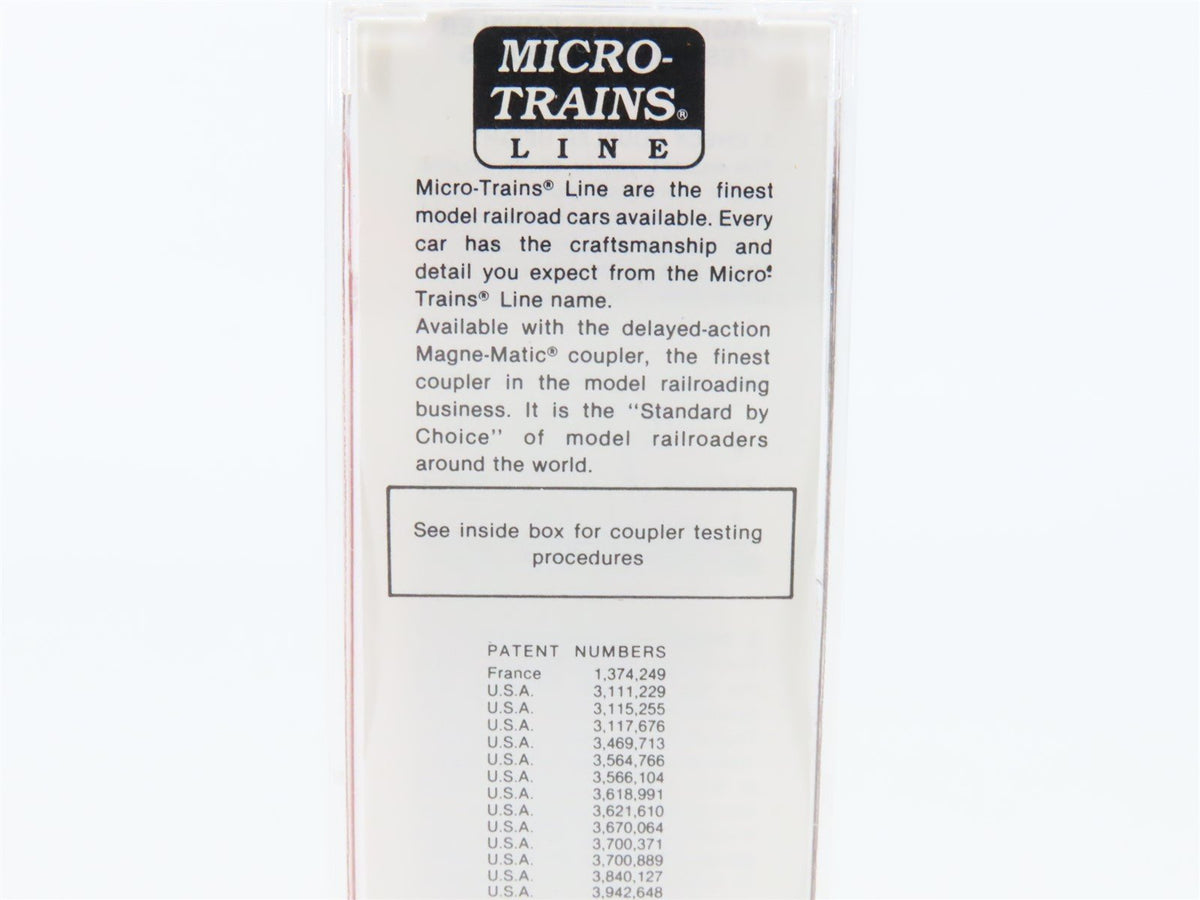 MICRO-
TRAINS®
LINE
Micro-Trains® Line are the finest
model railroad cars available. Every
car has the craftsmanship and
detail you expect from the Micro-
Trains® Line name.
Available with the delayed-action
Magne-Matic® coupler, the finest
coupler in the model railroading
business. It is the "Standard by
Choice" of model railroaders
around the world.
See inside box for coupler testing
procedures
PATENT NUMBERS
France 1,374,249
U.S.A. 3,111,229
U.S.A. 3,115,255
U.S.A. 3,117,676
U.S.A. 3,469,713
U.S.A. 3,564,766
U.S.A. 3,566,104
U.S.A. 3,618,991
U.S.A. 3,621,610
U.S.A. 3,670,064
U.S.A. 3,700,371
U.S.A. 3,700,889
U.S.A. 3,840,127
U.S.A. 3,942,648